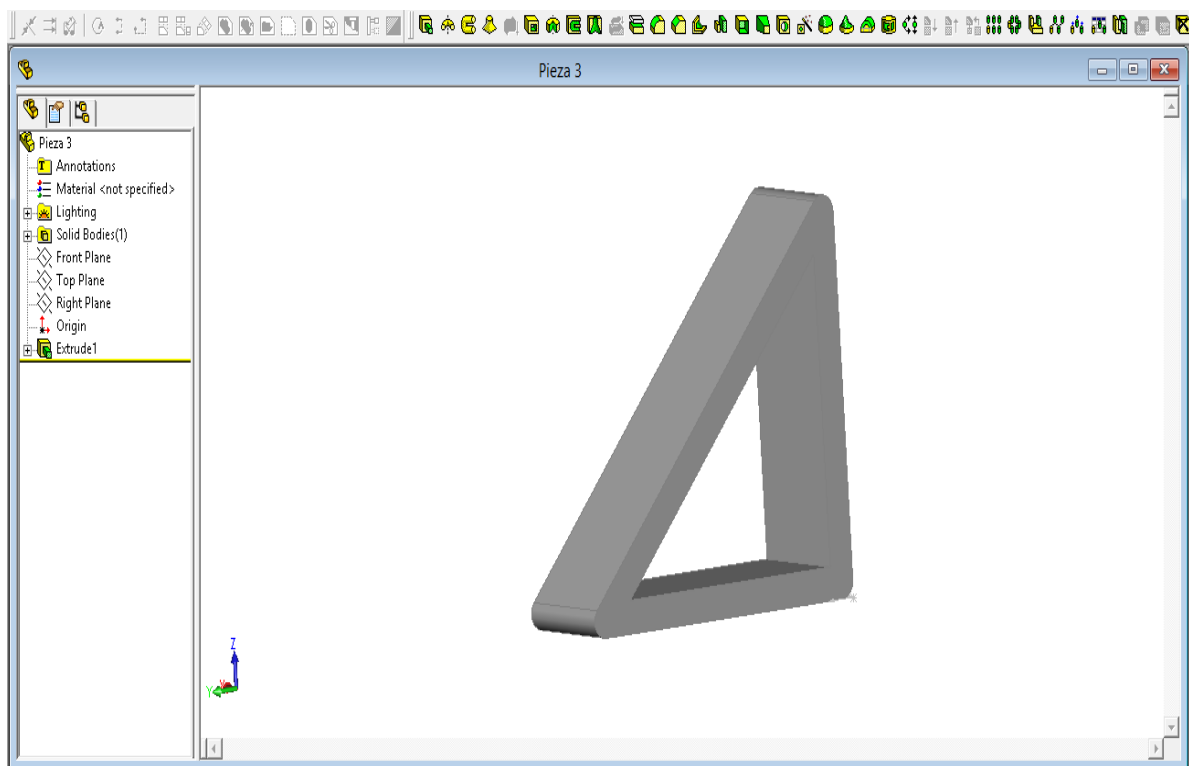 Pieza 3
Pieza 3
Annotations
Material <not specified>
Lighting
Solid Bodies(1)
Front Plane
Top Plane
Right Plane
Origin
Extrude1
Z
Y